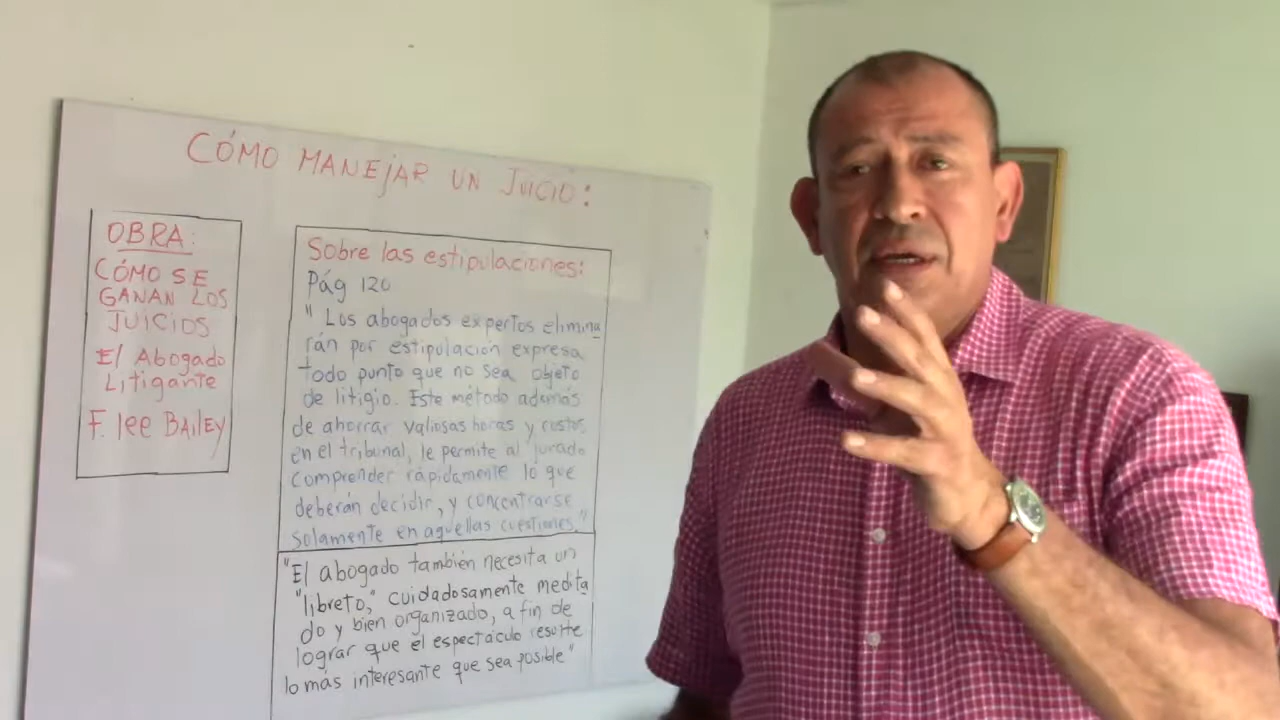 CÓMO MANEJAR UN JUICIO:
OBRA:
CÓMO SE
GANAN LOS
JUICIOS
El Abogado
Litigante
F. lee BAILEY
Sobre las estipulaciones:
Pág 120
" Los abogados expertos elimina
rán por estipulación expresa
todo punto que no sea objeto
de litigio. Este método además
de ahorrar valiosas horas y costos
en el tribunal, le permite al jurado
comprender rápidamente lo que
deberán decidir, y concentrarse
solamente en aquellas cuestiones."
"El abogado también necesita un
"libreto," cuidadosamente medita
do y bien organizado, a fin de
lograr que el espectáculo resulte
lo más interesante que sea posible"